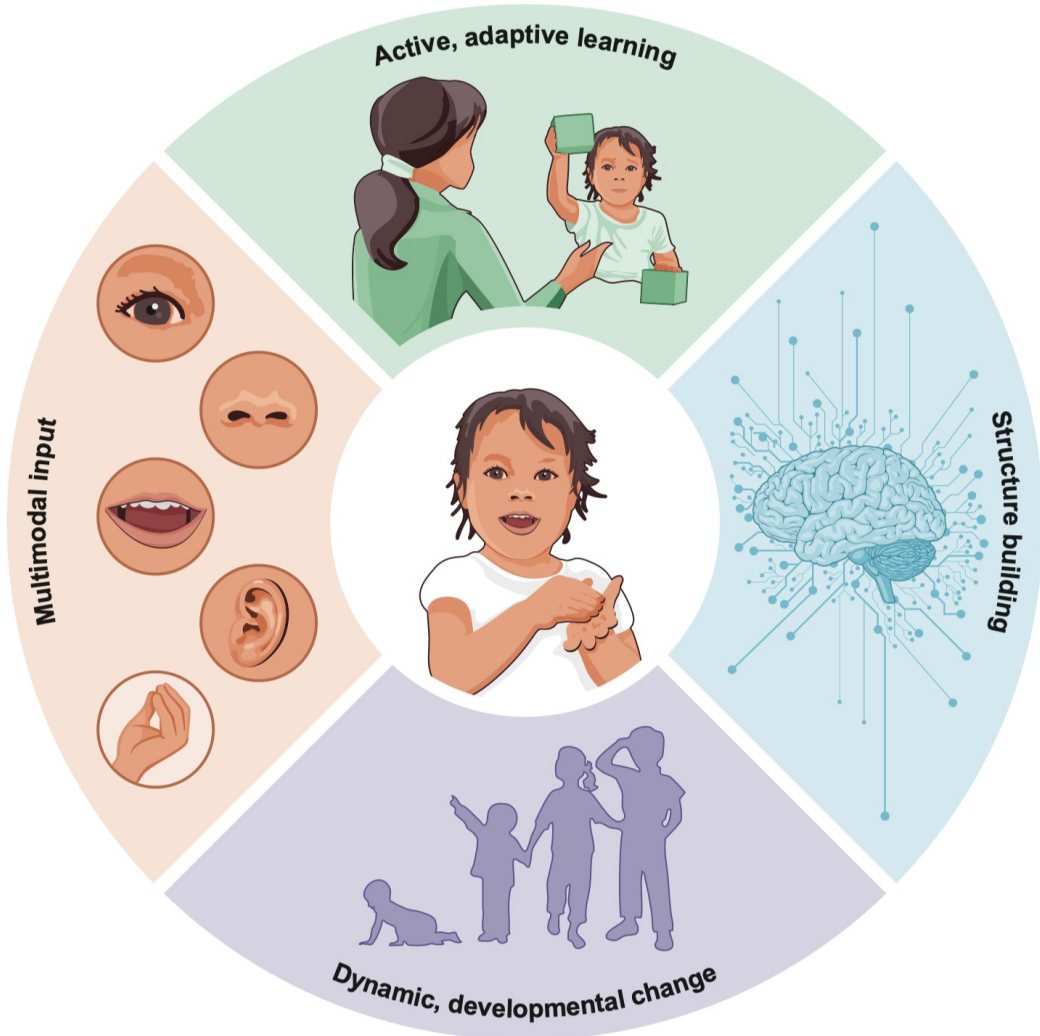 Active, adaptive learning
Multimodal input
Structure building
Dynamic, developmental change